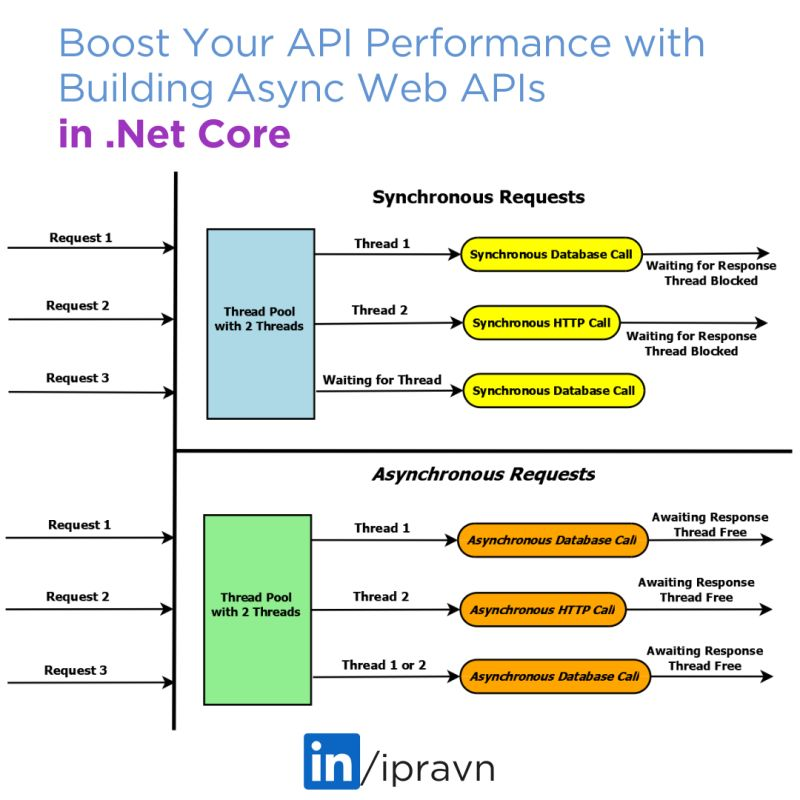 Boost Your API Performance with
Building Async Web APIs
in .Net Core
Synchronous Requests
Request 1
Request 2
Request 3
Thread Pool
with 2 Threads
Thread 1
Synchronous Database Call
Waiting for Response
Thread Blocked
Thread 2
Synchronous HTTP Call
Waiting for Response
Thread Blocked
Waiting for Thread
Synchronous Database Call
Asynchronous Requests
Request 1
Request 2
Request 3
Thread Pool
with 2 Threads
Thread 1
Asynchronous Database Call
Awaiting Response
Thread Free
Thread 2
Asynchronous HTTP Call
Awaiting Response
Thread Free
Thread 1 or 2
Asynchronous Database Call
Awaiting Response
Thread Free
in/ipravn